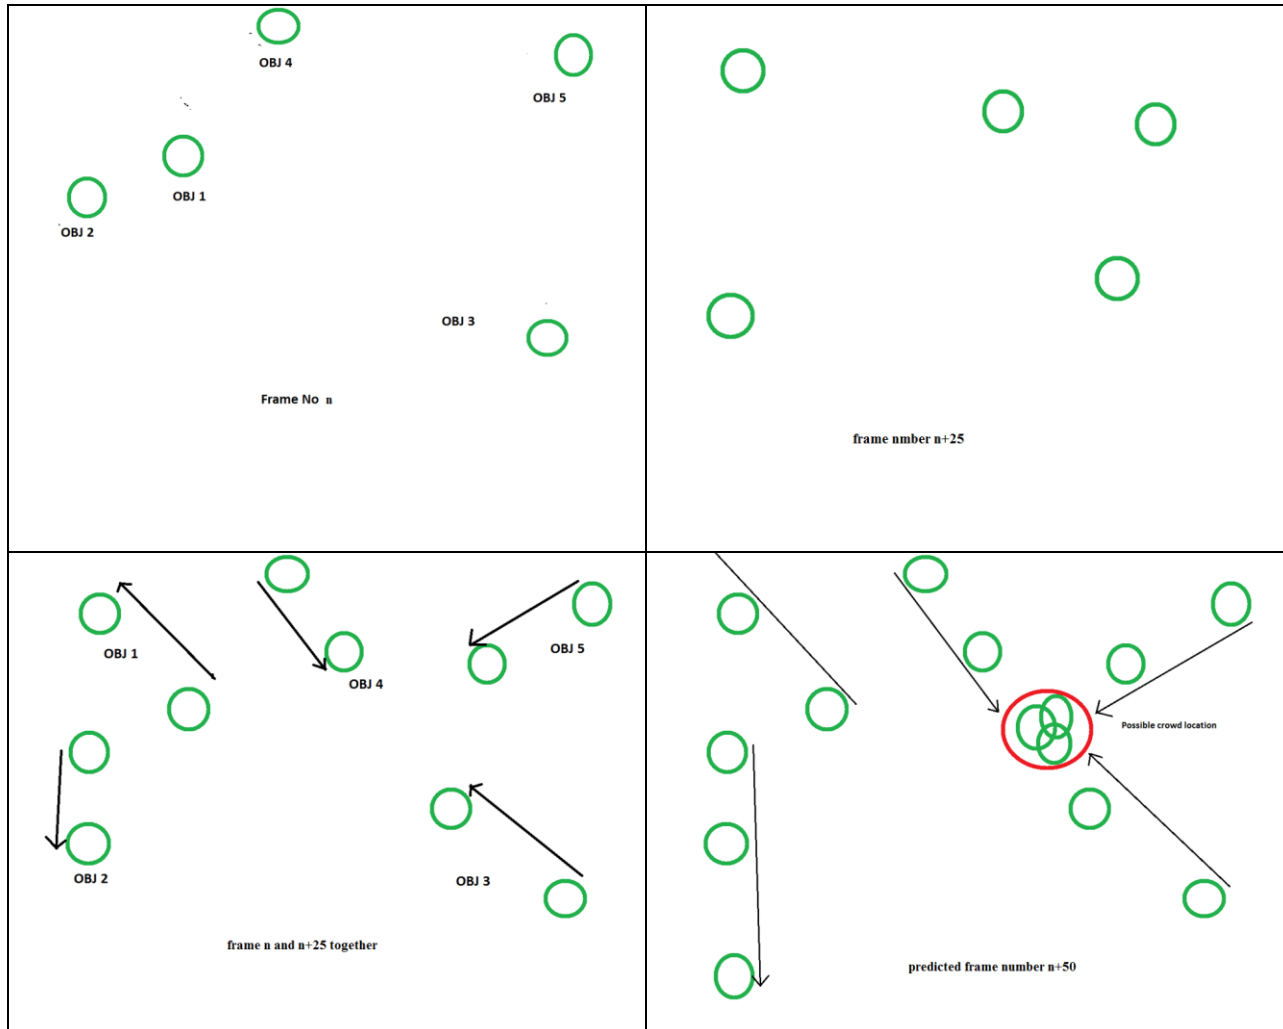 OBJ 4
OBJ 5
OBJ 1
OBJ 2
OBJ 3
Frame No n
frame nmber n+25
OBJ 1
OBJ 5
OBJ 4
OBJ 2
OBJ 3
frame n and n+25 together
Possible crowd location
predicted frame number n+50